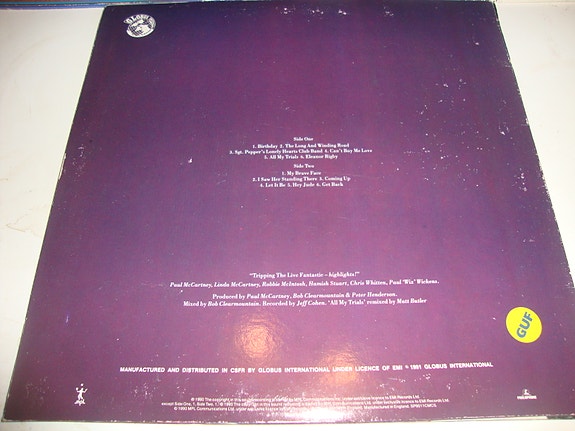 GLOBUS
Side One
1. Birthday 2. The Long And Winding Road
3. Sgt. Pepper's Lonely Hearts Club Band 4. Can't Buy Me Love
5. All My Trials 6. Eleanor Rigby
Side Two
1. My Brave Face
2. I Saw Her Standing There 3. Coming Up
4. Let It Be 5. Hey Jude 6. Get Back
"Tripping The Live Fantastic – highlights!"
Paul McCartney, Linda McCartney, Robbie McIntosh, Hamish Stuart, Chris Whitten, Paul "Wix" Wickens.
Produced by Paul McCartney, Bob Clearmountain & Peter Henderson.
Mixed by Bob Clearmountain. Recorded by Jeff Cohen. 'All My Trials' remixed by Matt Butler
GUF
MANUFACTURED AND DISTRIBUTED IN CSFR BY GLOBUS INTERNATIONAL UNDER LICENCE OF EMI ℗ 1991 GLOBUS INTERNATIONAL
PARLOPHONE